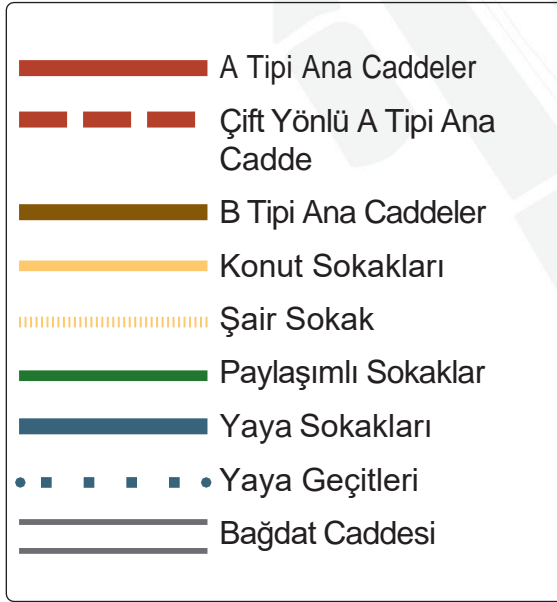 A Tipi Ana Caddeler
Çift Yönlü A Tipi Ana
Cadde
B Tipi Ana Caddeler
Konut Sokakları
Şair Sokak
Paylaşımlı Sokaklar
Yaya Sokakları
Yaya Geçitleri
Bağdat Caddesi